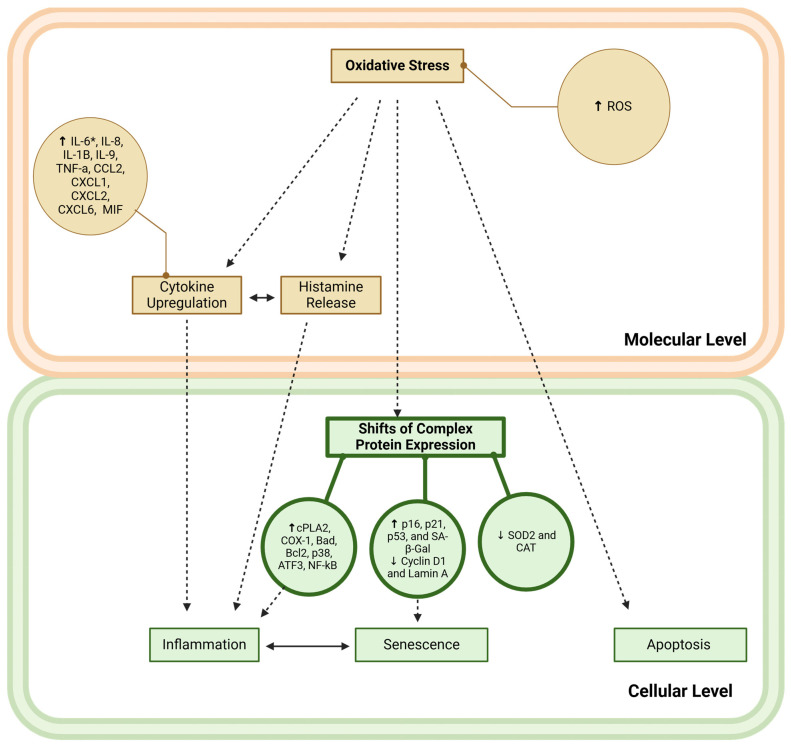 Oxidative Stress
↑ ROS
↑ IL-6*, IL-8,
IL-1B, IL-9,
TNF-a, CCL2,
CXCL1,
CXCL2,
CXCL6, MIF
Cytokine
Upregulation
Histamine
Release
Molecular Level
Shifts of Complex
Protein Expression
↑cPLA2,
COX-1, Bad,
Bcl2, p38,
ATF3, NF-kB
↑ p16, p21,
p53, and SA-
β-Gal
↓ Cyclin D1
and Lamin A
↓ SOD2 and
CAT
Inflammation
Senescence
Apoptosis
Cellular Level